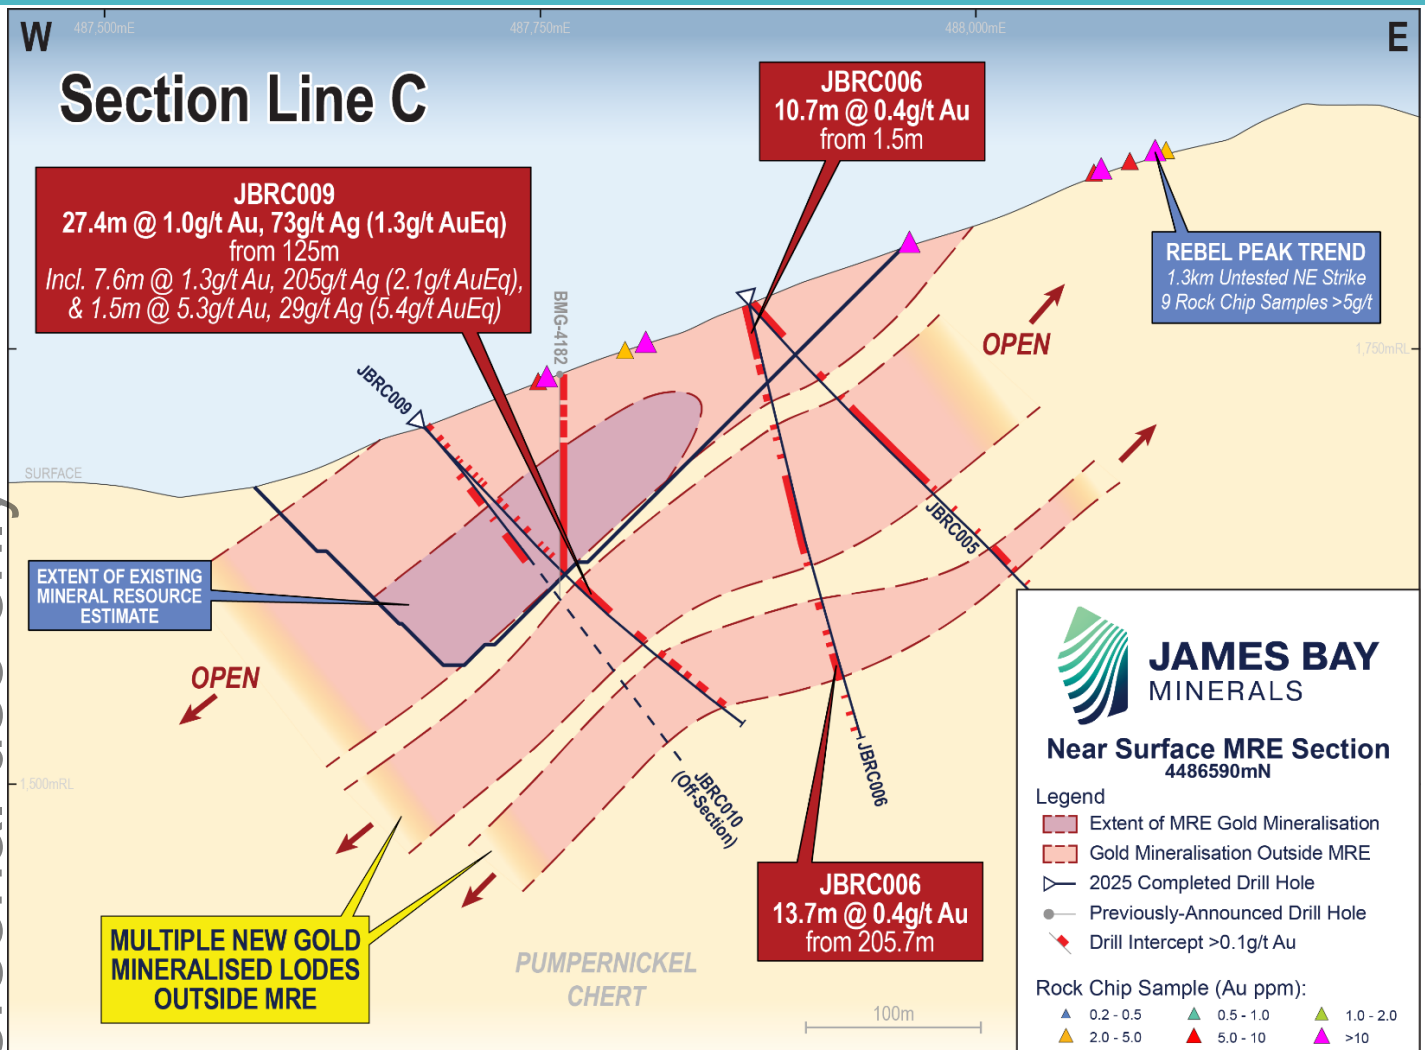 W
487,500mE
487,750mE
488,000mE
E
Section Line C
JBRC006
10.7m @ 0.4g/t Au
from 1.5m
JBRC009
27.4m @ 1.0g/t Au, 73g/t Ag (1.3g/t AuEq)
from 125m
Incl. 7.6m @ 1.3g/t Au, 205g/t Ag (2.1g/t AuEq),
& 1.5m @ 5.3g/t Au, 29g/t Ag (5.4g/t AuEq)
REBEL PEAK TREND
1.3km Untested NE Strike
9 Rock Chip Samples >5g/t
BMG-4182
OPEN
1,750mRL
JBRC009
SURFACE
JBRC005
EXTENT OF EXISTING
MINERAL RESOURCE
ESTIMATE
OPEN
1,500mRL
JBRC010
(Off-Section)
JBRC006
MULTIPLE NEW GOLD
MINERALISED LODES
OUTSIDE MRE
JBRC006
13.7m @ 0.4g/t Au
from 205.7m
PUMPERNICKEL
CHERT
100m
JAMES BAY
MINERALS
Near Surface MRE Section
4486590mN
Legend
Extent of MRE Gold Mineralisation
Gold Mineralisation Outside MRE
2025 Completed Drill Hole
Previously-Announced Drill Hole
Drill Intercept >0.1g/t Au
Rock Chip Sample (Au ppm):
0.2 - 0.5
0.5 - 1.0
1.0 - 2.0
2.0 - 5.0
5.0 - 10
>10